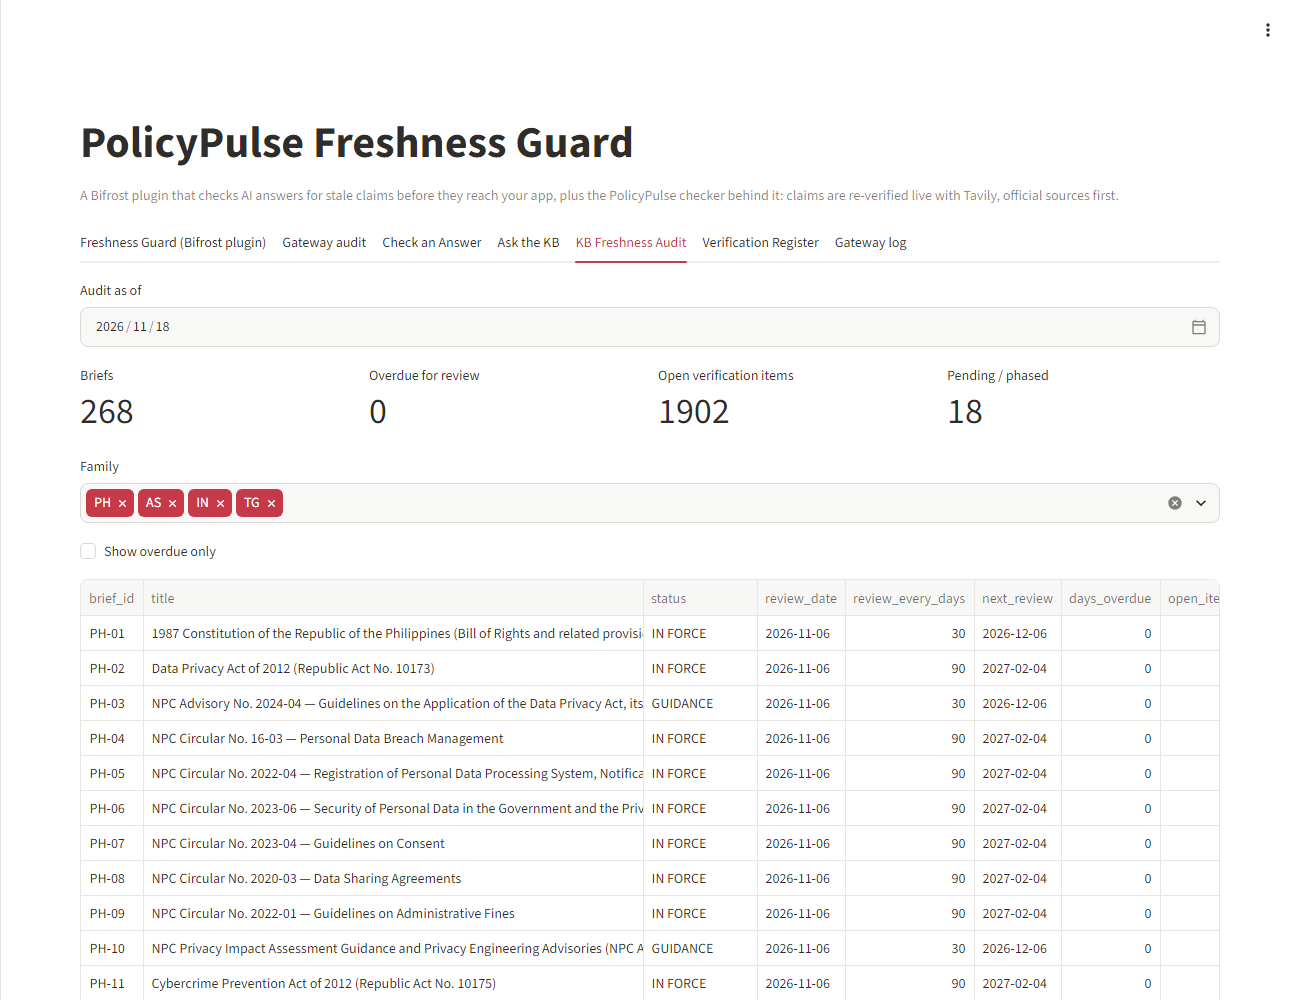 PolicyPulse Freshness Guard
A Bifrost plugin that checks AI answers for stale claims before they reach your app, plus the PolicyPulse checker behind it: claims are re-verified live with Tavily, official sources first.
Freshness Guard (Bifrost plugin) Gateway audit Check an Answer Ask the KB KB Freshness Audit Verification Register Gateway log
Audit as of
2026 / 11 / 18
Briefs Overdue for review Open verification items Pending / phased
268 0 1902 18
Family
PH AS IN TG
Show overdue only
brief_id title status review_date review_every_days next_review days_overdue open_ite
PH-01 1987 Constitution of the Republic of the Philippines (Bill of Rights and related provisi IN FORCE 2026-11-06 30 2026-12-06 0
PH-02 Data Privacy Act of 2012 (Republic Act No. 10173) IN FORCE 2026-11-06 90 2027-02-04 0
PH-03 NPC Advisory No. 2024-04 — Guidelines on the Application of the Data Privacy Act, its GUIDANCE 2026-11-06 30 2026-12-06 0
PH-04 NPC Circular No. 16-03 — Personal Data Breach Management IN FORCE 2026-11-06 90 2027-02-04 0
PH-05 NPC Circular No. 2022-04 — Registration of Personal Data Processing System, Notifica IN FORCE 2026-11-06 90 2027-02-04 0
PH-06 NPC Circular No. 2023-06 — Security of Personal Data in the Government and the Priv IN FORCE 2026-11-06 90 2027-02-04 0
PH-07 NPC Circular No. 2023-04 — Guidelines on Consent IN FORCE 2026-11-06 90 2027-02-04 0
PH-08 NPC Circular No. 2020-03 — Data Sharing Agreements IN FORCE 2026-11-06 90 2027-02-04 0
PH-09 NPC Circular No. 2022-01 — Guidelines on Administrative Fines IN FORCE 2026-11-06 90 2027-02-04 0
PH-10 NPC Privacy Impact Assessment Guidance and Privacy Engineering Advisories (NPC A GUIDANCE 2026-11-06 30 2026-12-06 0
PH-11 Cybercrime Prevention Act of 2012 (Republic Act No. 10175) IN FORCE 2026-11-06 90 2027-02-04 0